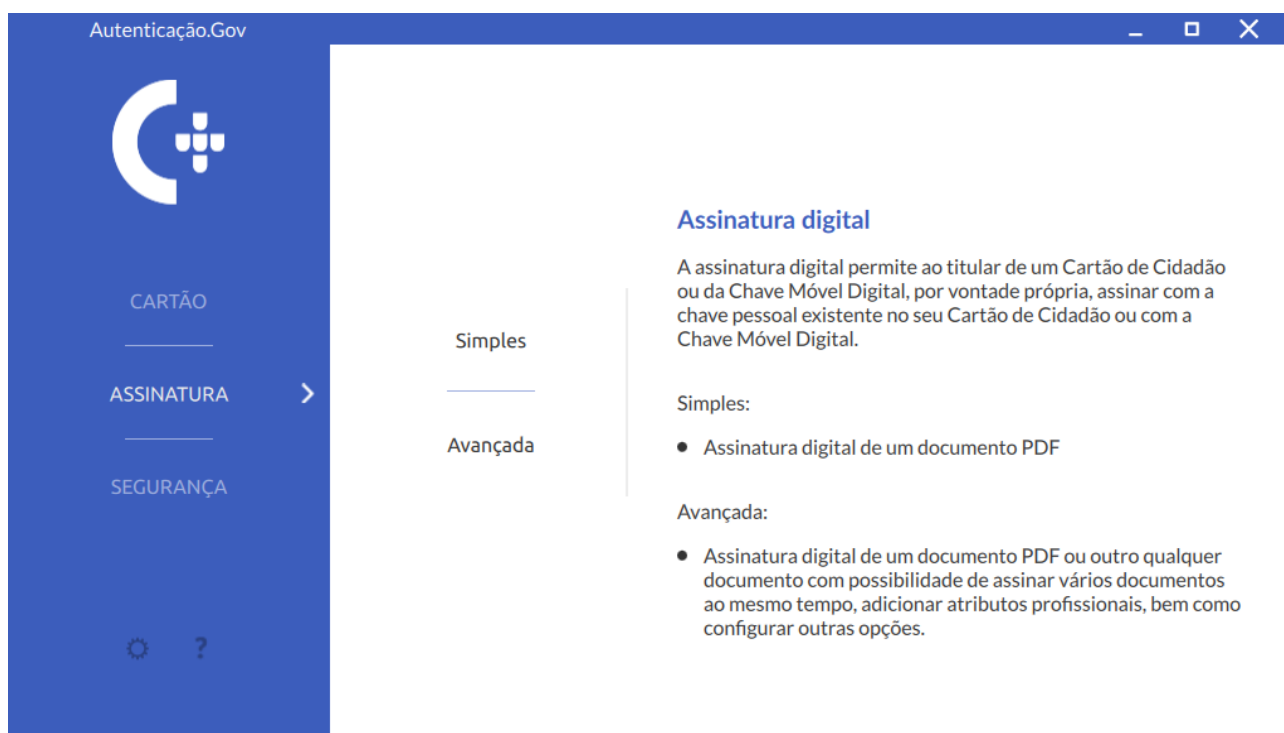 Autenticação.Gov
CARTÃO
ASSINATURA
SEGURANÇA
?
Simples
Avançada
Assinatura digital
A assinatura digital permite ao titular de um Cartão de Cidadão
ou da Chave Móvel Digital, por vontade própria, assinar com a
chave pessoal existente no seu Cartão de Cidadão ou com a
Chave Móvel Digital.
Simples:
• Assinatura digital de um documento PDF
Avançada:
• Assinatura digital de um documento PDF ou outro qualquer
documento com possibilidade de assinar vários documentos
ao mesmo tempo, adicionar atributos profissionais, bem como
configurar outras opções.